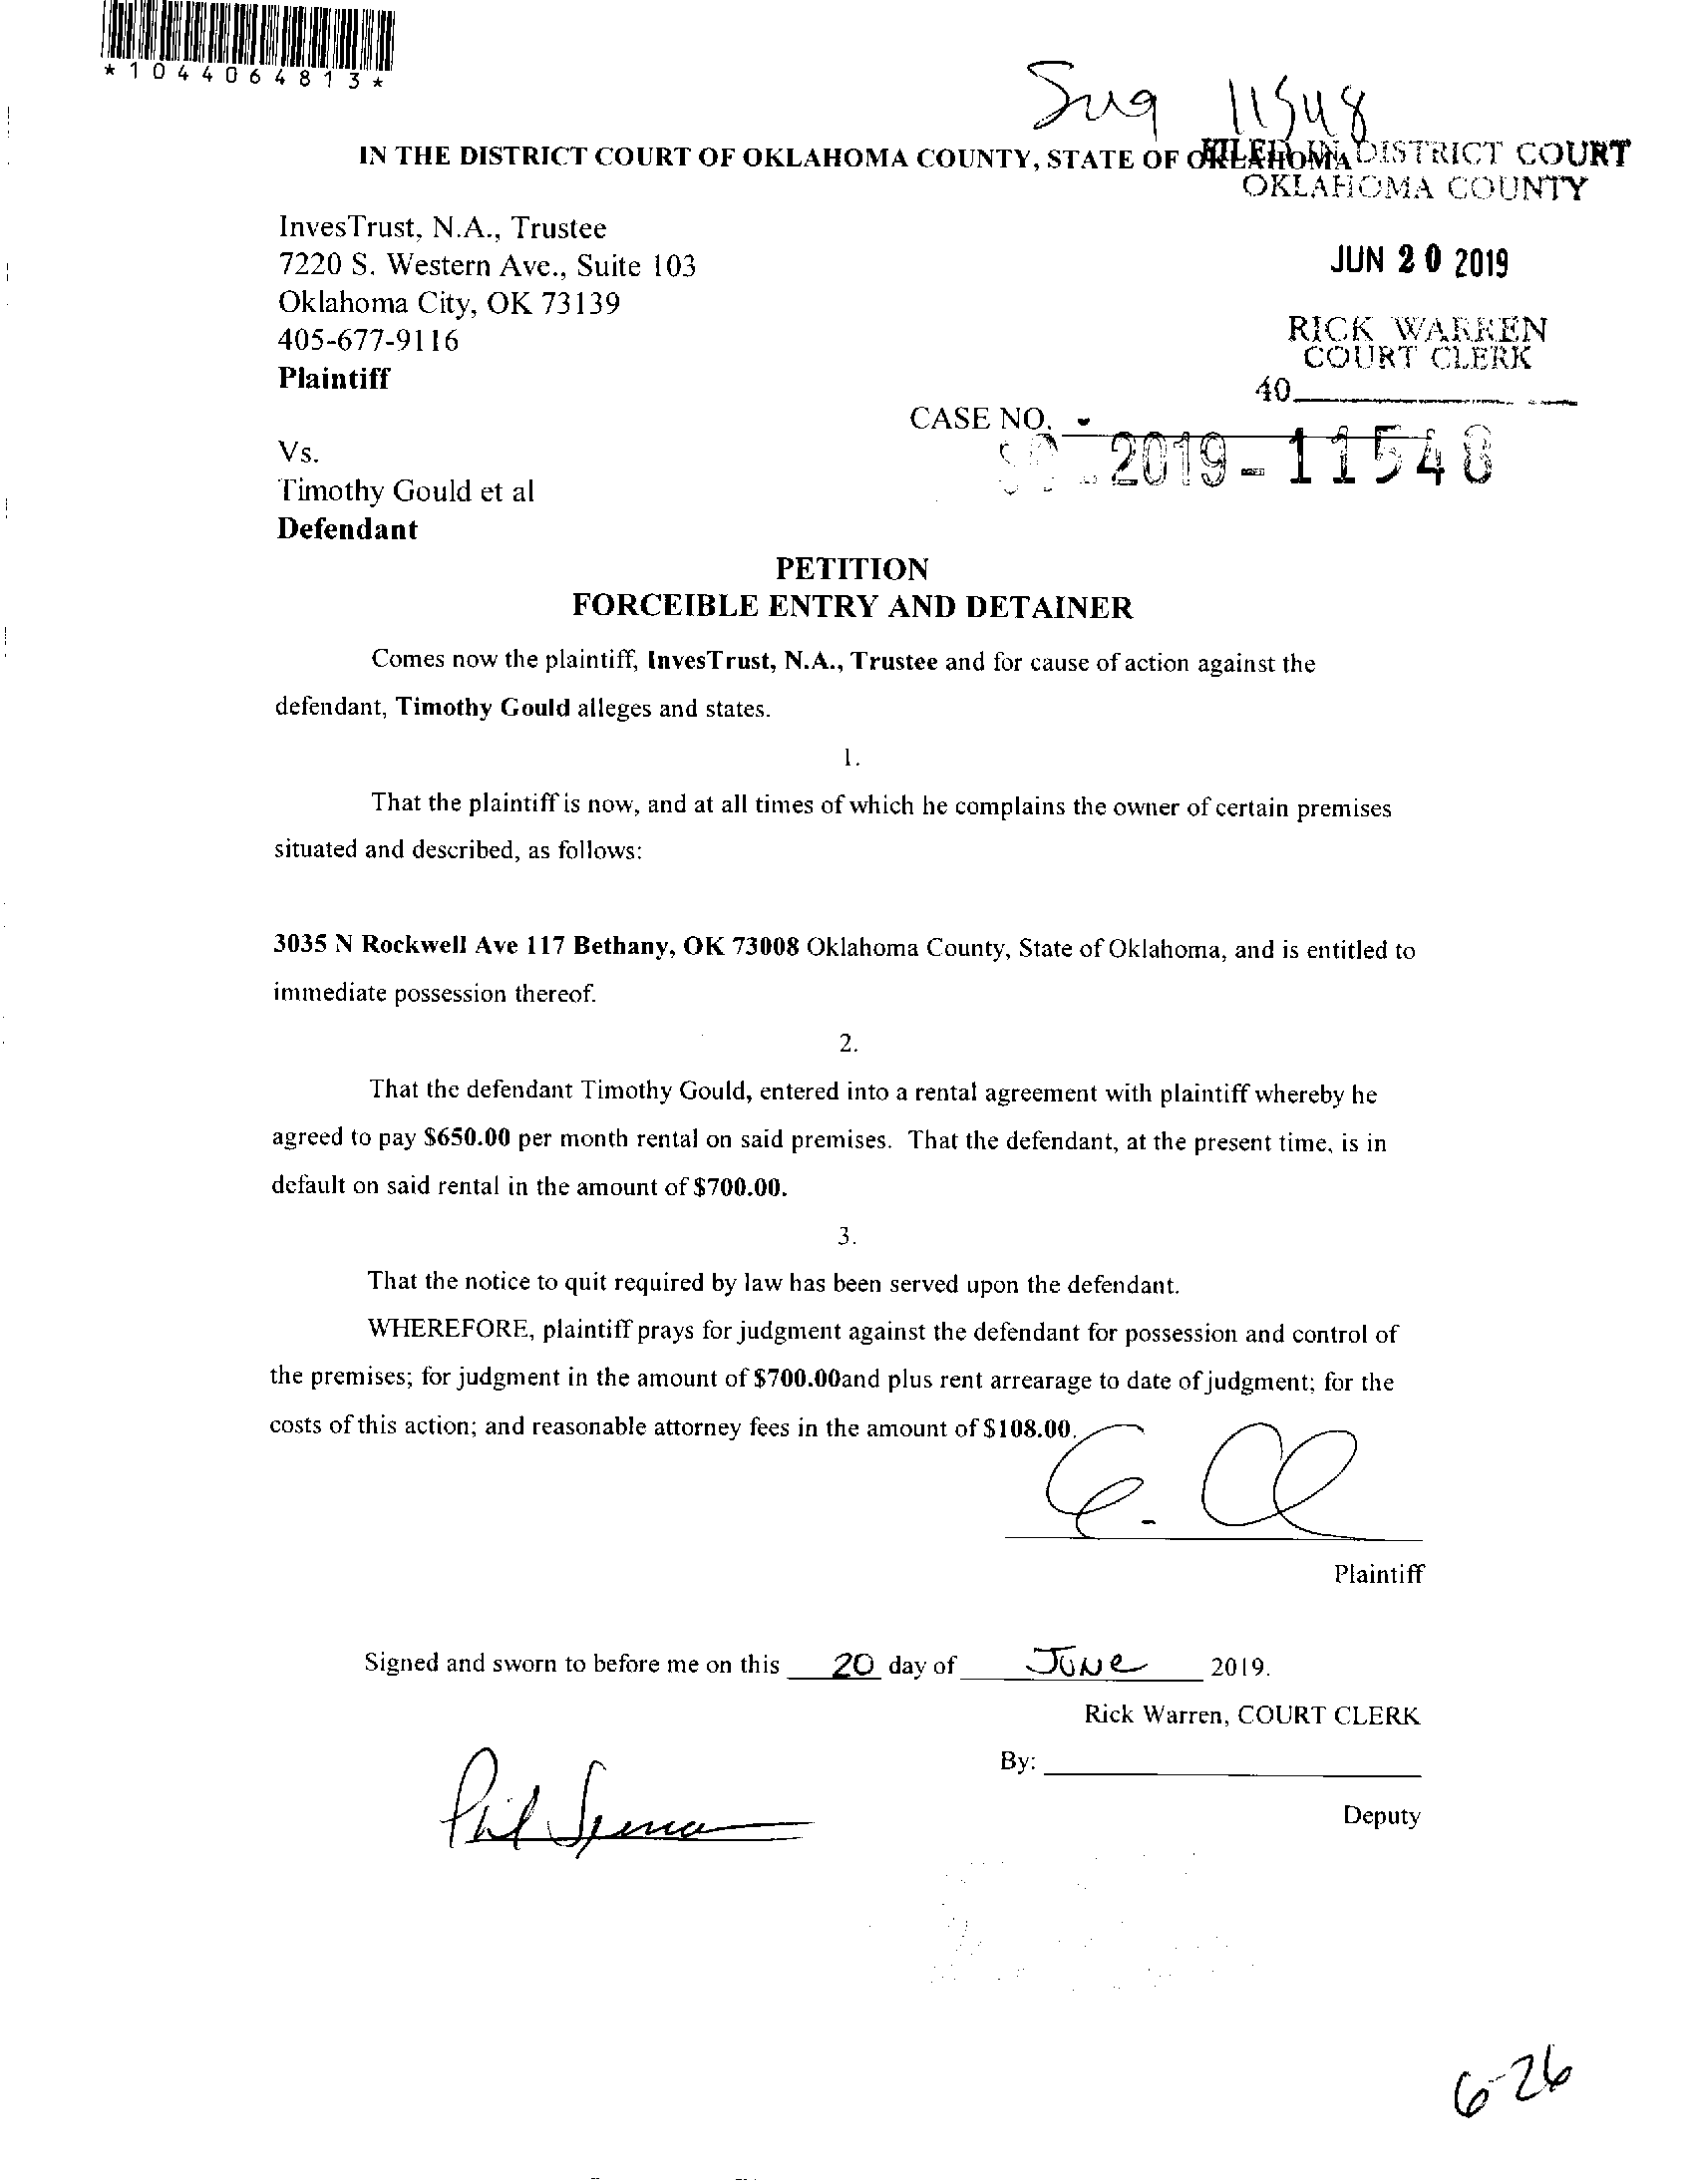 *1044064813*
11548
IN THE DISTRICT COURT OF OKLAHOMA COUNTY, STATE OF OKLAHOMA
FILED IN DISTRICT COURT
OKLAHOMA COUNTY
InvesTrust, N.A., Trustee
7220 S. Western Ave., Suite 103
JUN 20 2019
Oklahoma City, OK 73139
405-677-9116
RICK WARREN
COURT CLERK
Plaintiff
40
CASE NO.
2019-11548
Vs.
Timothy Gould et al
Defendant
PETITION
FORCEIBLE ENTRY AND DETAINER
Comes now the plaintiff, InvesTrust, N.A., Trustee and for cause of action against the
defendant, Timothy Gould alleges and states.
1.
That the plaintiff is now, and at all times of which he complains the owner of certain premises
situated and described, as follows:
3035 N Rockwell Ave 117 Bethany, OK 73008 Oklahoma County, State of Oklahoma, and is entitled to
immediate possession thereof.
2.
That the defendant Timothy Gould, entered into a rental agreement with plaintiff whereby he
agreed to pay $650.00 per month rental on said premises. That the defendant, at the present time, is in
default on said rental in the amount of $700.00.
3.
That the notice to quit required by law has been served upon the defendant.
WHEREFORE, plaintiff prays for judgment against the defendant for possession and control of
the premises; for judgment in the amount of $700.00and plus rent arrearage to date of judgment; for the
costs of this action; and reasonable attorney fees in the amount of $108.00.
Plaintiff
Signed and sworn to before me on this 20 day of June 2019.
Rick Warren, COURT CLERK
By:
Deputy
6-26